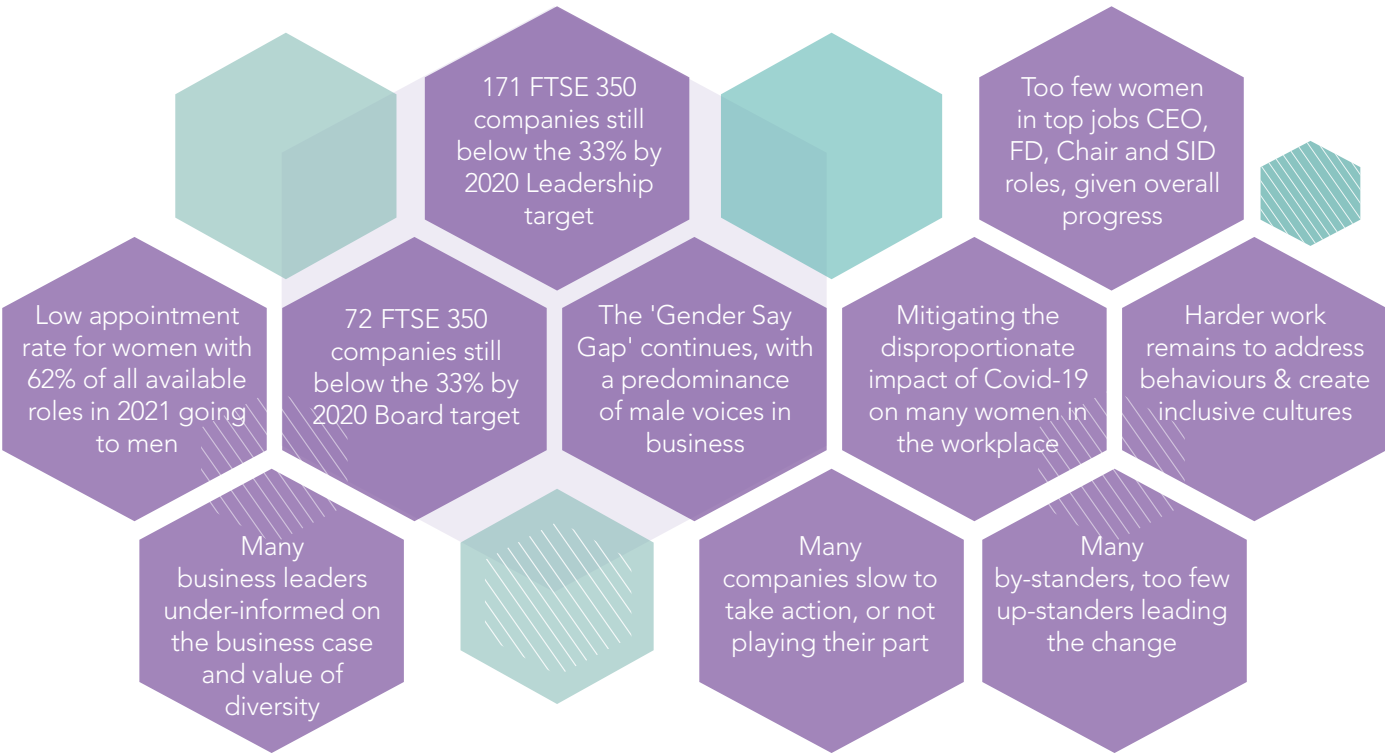 171 FTSE 350
companies still
below the 33% by
2020 Leadership
target
Too few women
in top jobs CEO,
FD, Chair and SID
roles, given overall
progress
Low appointment
rate for women with
62% of all available
roles in 2021 going
to men
72 FTSE 350
companies still
below the 33% by
2020 Board target
The 'Gender Say
Gap' continues, with
a predominance
of male voices in
business
Mitigating the
disproportionate
impact of Covid-19
on many women in
the workplace
Harder work
remains to address
behaviours & create
inclusive cultures
Many
business leaders
under-informed on
the business case
and value of
diversity
Many
companies slow to
take action, or not
playing their part
Many
by-standers, too few
up-standers leading
the change